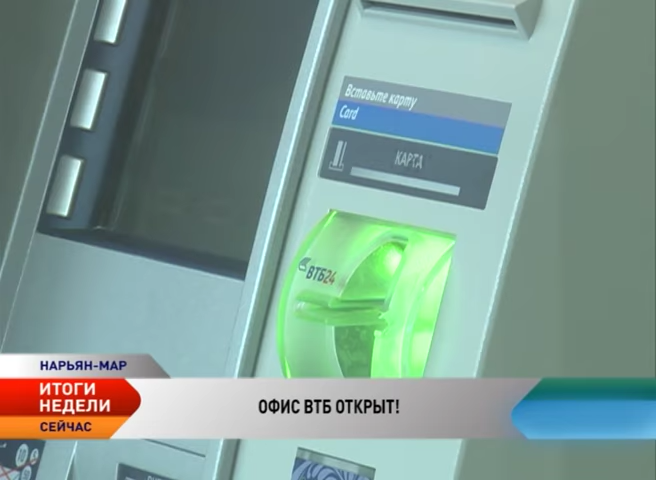 Вставьте карту
Card
КАРТА
ВТБ24
НАРЬЯН-МАР
ИТОГИ
НЕДЕЛИ
СЕЙЧАС
ОФИС ВТБ ОТКРЫТ!